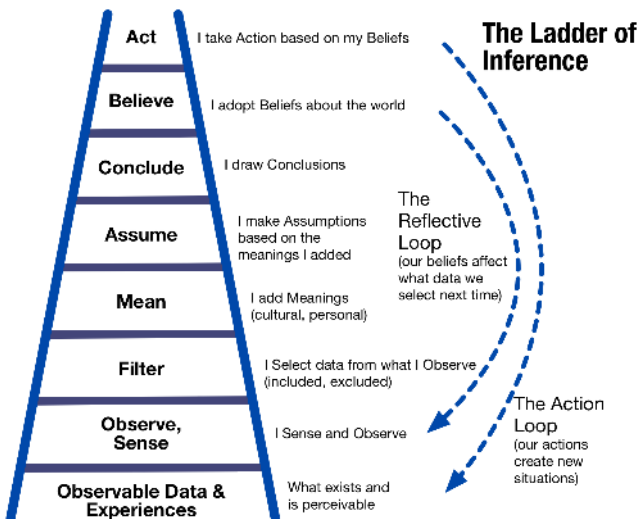 The Ladder of
Inference
Act
I take Action based on my Beliefs
Believe
I adopt Beliefs about the world
Conclude
I draw Conclusions
Assume
I make Assumptions
based on the
meanings I added
Mean
I add Meanings
(cultural, personal)
Filter
I Select data from what I Observe
(included, excluded)
Observe,
Sense
I Sense and Observe
Observable Data &
Experiences
What exists and
is perceivable
The
Reflective
Loop
(our beliefs affect
what data we
select next time)
The Action
Loop
(our actions
create new
situations)